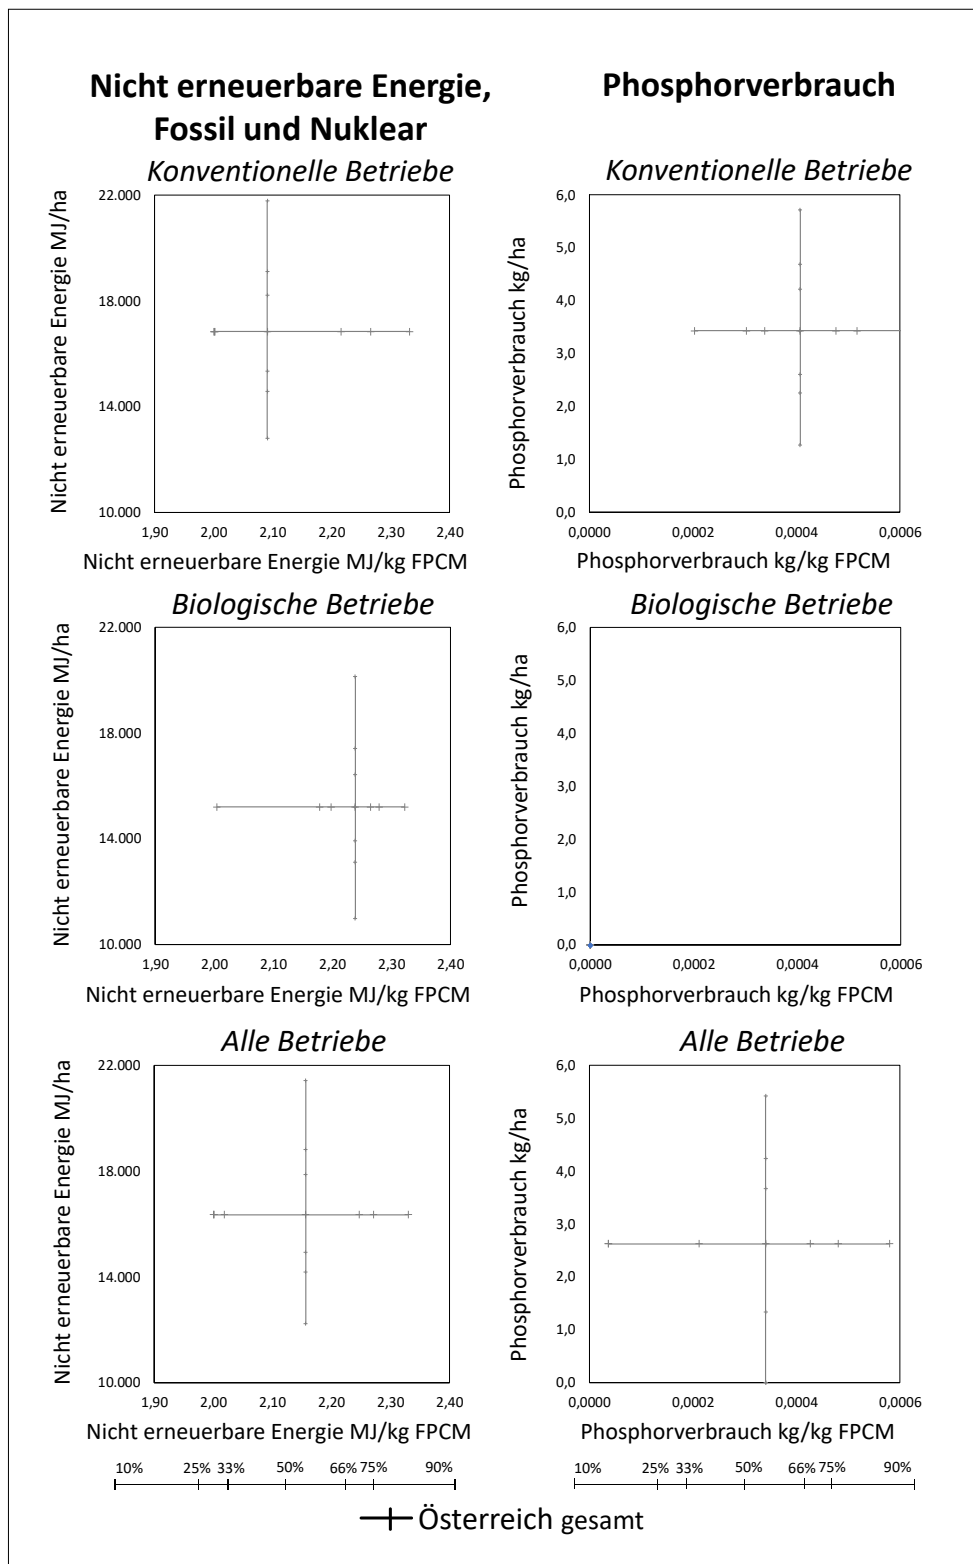 Nicht erneuerbare Energie,
Fossil und Nuklear
Phosphorverbrauch
Konventionelle Betriebe
Nicht erneuerbare Energie MJ/ha
22.000
18.000
14.000
10.000
1,90 2,00 2,10 2,20 2,30 2,40
Nicht erneuerbare Energie MJ/kg FPCM
Konventionelle Betriebe
Phosphorverbrauch kg/ha
6,0
5,0
4,0
3,0
2,0
1,0
0,0
0,0000 0,0002 0,0004 0,0006
Phosphorverbrauch kg/kg FPCM
Biologische Betriebe
Nicht erneuerbare Energie MJ/ha
22.000
18.000
14.000
10.000
1,90 2,00 2,10 2,20 2,30 2,40
Nicht erneuerbare Energie MJ/kg FPCM
Biologische Betriebe
Phosphorverbrauch kg/ha
6,0
5,0
4,0
3,0
2,0
1,0
0,0
0,0000 0,0002 0,0004 0,0006
Phosphorverbrauch kg/kg FPCM
Alle Betriebe
Nicht erneuerbare Energie MJ/ha
22.000
18.000
14.000
10.000
1,90 2,00 2,10 2,20 2,30 2,40
Nicht erneuerbare Energie MJ/kg FPCM
Alle Betriebe
Phosphorverbrauch kg/ha
6,0
5,0
4,0
3,0
2,0
1,0
0,0
0,0000 0,0002 0,0004 0,0006
Phosphorverbrauch kg/kg FPCM
10% 25% 33% 50% 66% 75% 90%
10% 25% 33% 50% 66% 75% 90%
Österreich gesamt